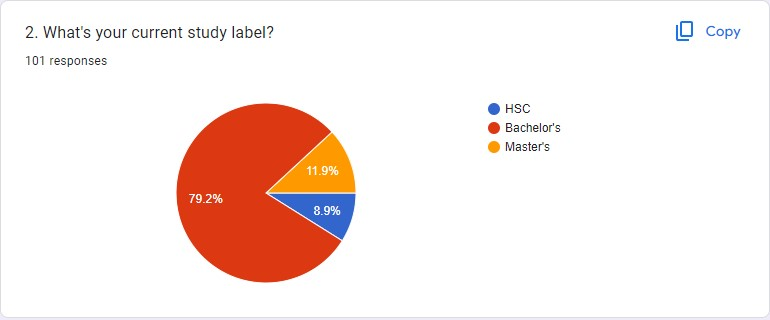 2. What's your current study label?
Copy
101 responses
HSC
Bachelor's
Master's
11.9%
79.2%
8.9%